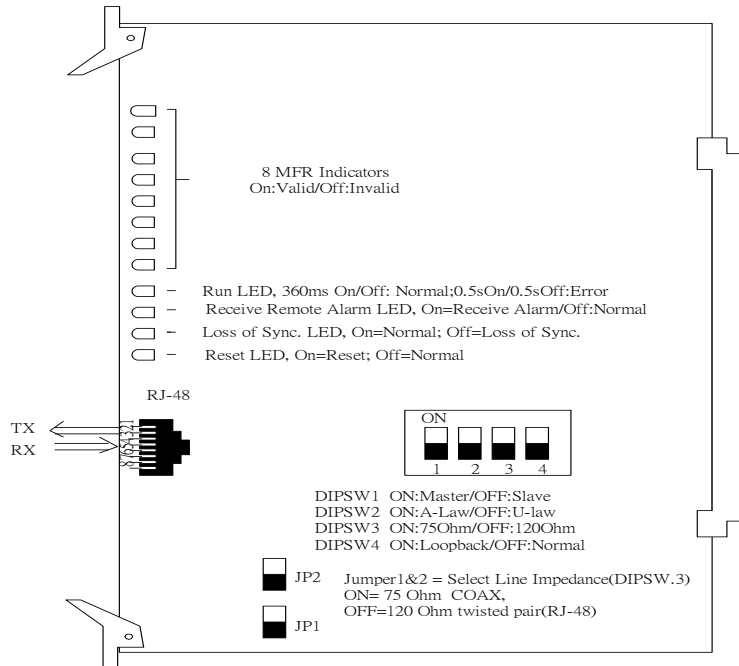 8 MFR Indicators
On:Valid/Off:Invalid
Run LED, 360ms On/Off: Normal;0.5sOn/0.5sOff:Error
Receive Remote Alarm LED, On=Receive Alarm/Off:Normal
Loss of Sync. LED, On=Normal; Off=Loss of Sync.
Reset LED, On=Reset; Off=Normal
RJ-48
TX
RX
87654321
ON
1 2 3 4
DIPSW1 ON:Master/OFF:Slave
DIPSW2 ON:A-Law/OFF:U-law
DIPSW3 ON:75Ohm/OFF:120Ohm
DIPSW4 ON:Loopback/OFF:Normal
JP2
Jumper1&2 = Select Line Impedance(DIPSW.3)
ON= 75 Ohm COAX,
OFF=120 Ohm twisted pair(RJ-48)
JP1